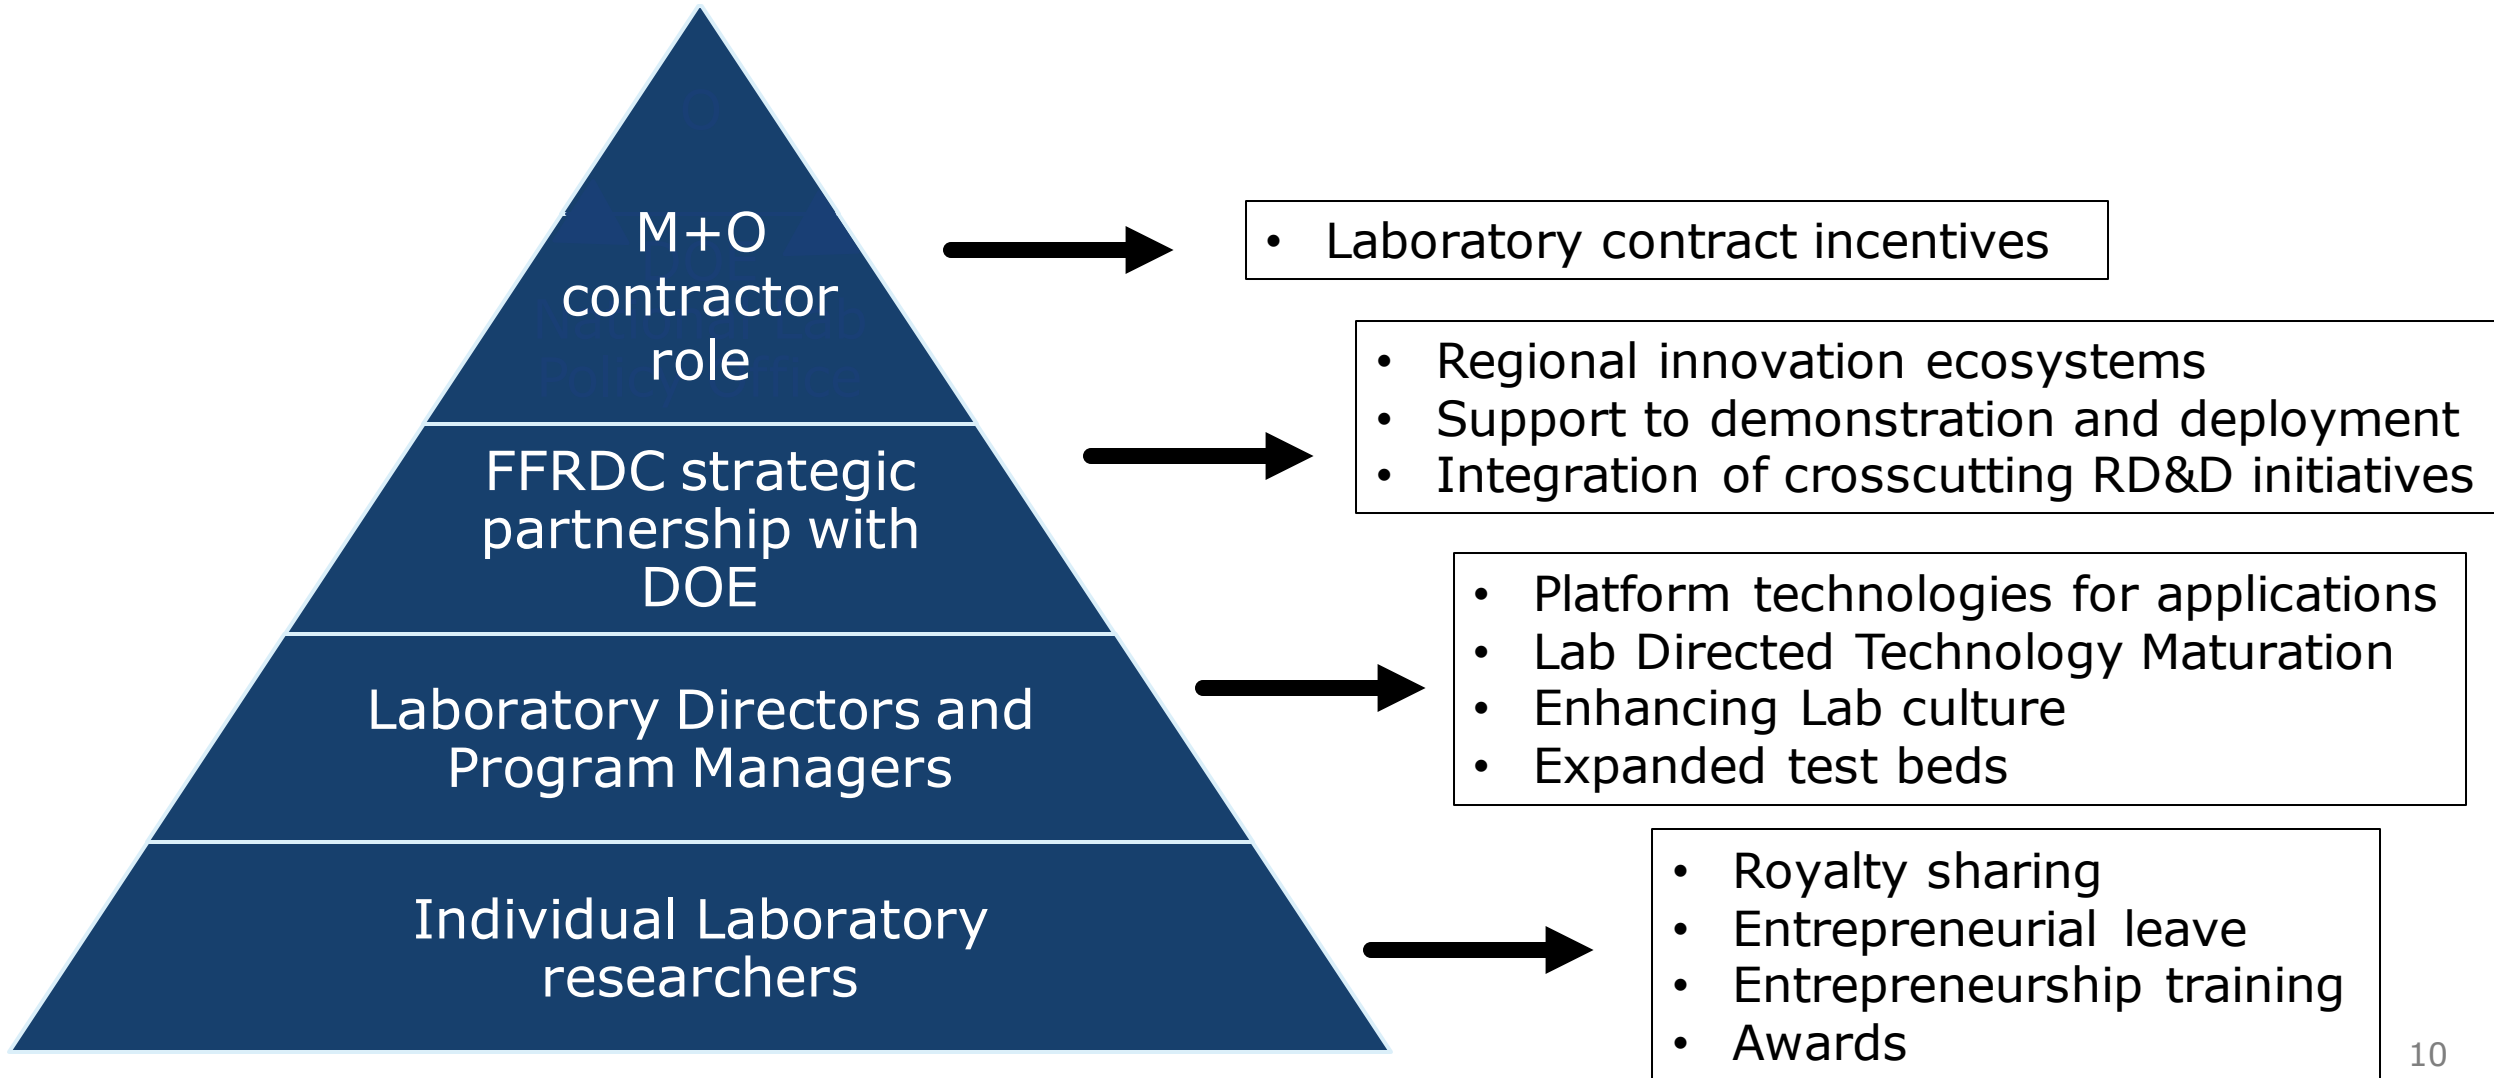 M+O
contractor
role
• Laboratory contract incentives
FFRDC strategic
partnership with
DOE
• Regional innovation ecosystems
• Support to demonstration and deployment
• Integration of crosscutting RD&D initiatives
Laboratory Directors and
Program Managers
• Platform technologies for applications
• Lab Directed Technology Maturation
• Enhancing Lab culture
• Expanded test beds
Individual Laboratory
researchers
• Royalty sharing
• Entrepreneurial leave
• Entrepreneurship training
• Awards
10